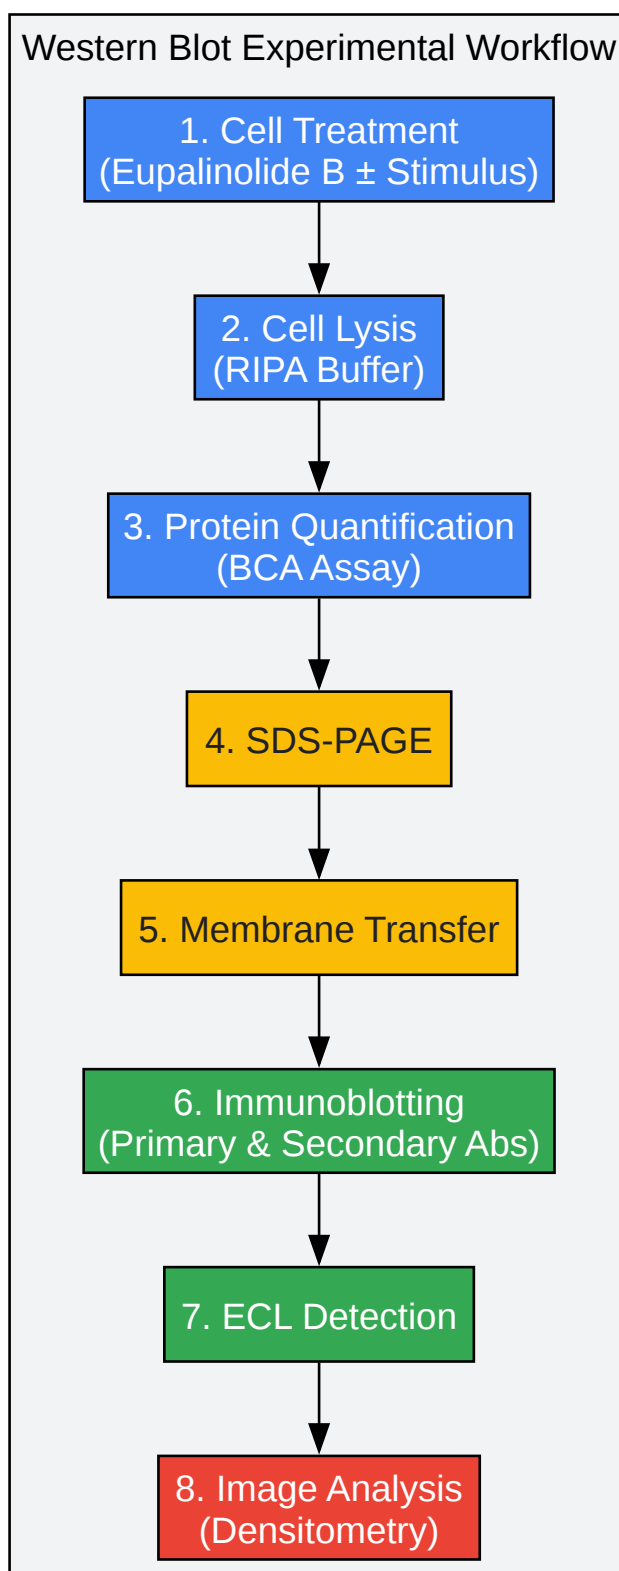 Western Blot Experimental Workflow
1. Cell Treatment
(Eupalinolide B ± Stimulus)
2. Cell Lysis
(RIPA Buffer)
3. Protein Quantification
(BCA Assay)
4. SDS-PAGE
5. Membrane Transfer
6. Immunoblotting
(Primary & Secondary Abs)
7. ECL Detection
8. Image Analysis
(Densitometry)